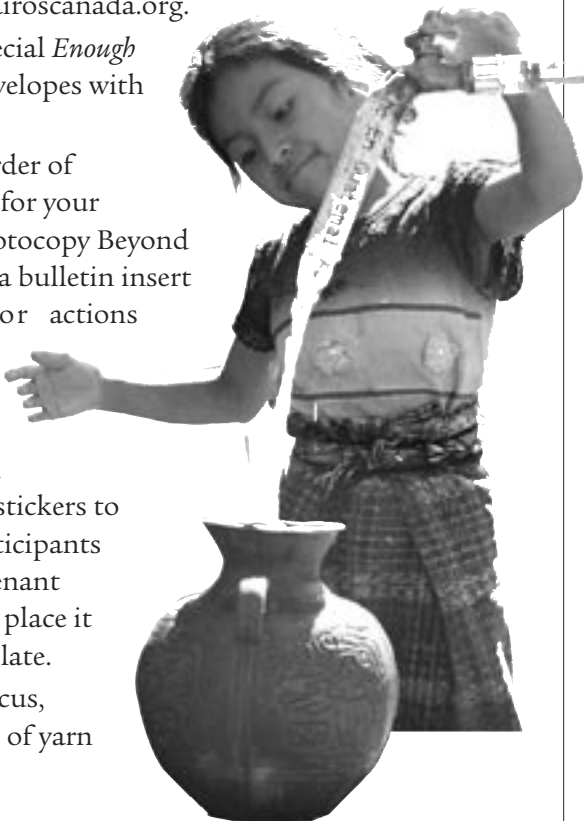 uiroscanada.org.
ecial Enough
velopes with
rder of
for your
otocopy Beyond
a bulletin insert
or actions
stickers to
ticipants
enant
place it
late.
cus,
of yarn